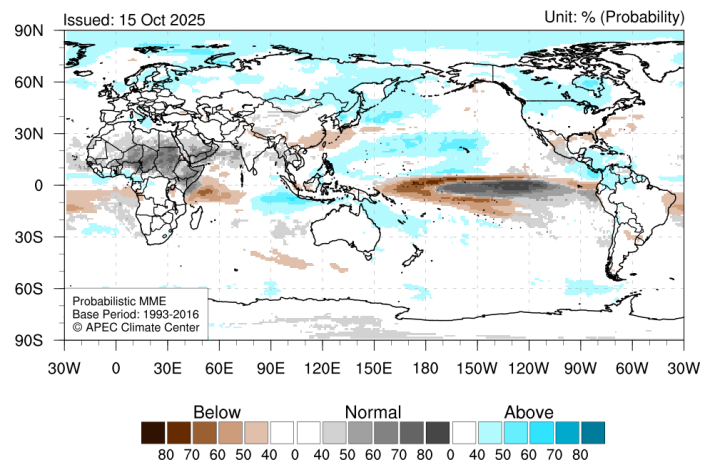 Issued: 15 Oct 2025
Unit: % (Probability)
90N
60N
30N
0
30S
60S
90S
Probabilistic MME
Base Period: 1993-2016
© APEC Climate Center
30W 0 30E 60E 90E 120E 150E 180 150W 120W 90W 60W 30W
Below Normal Above
80 70 60 50 40 0 40 50 60 70 80 0 40 50 60 70 80